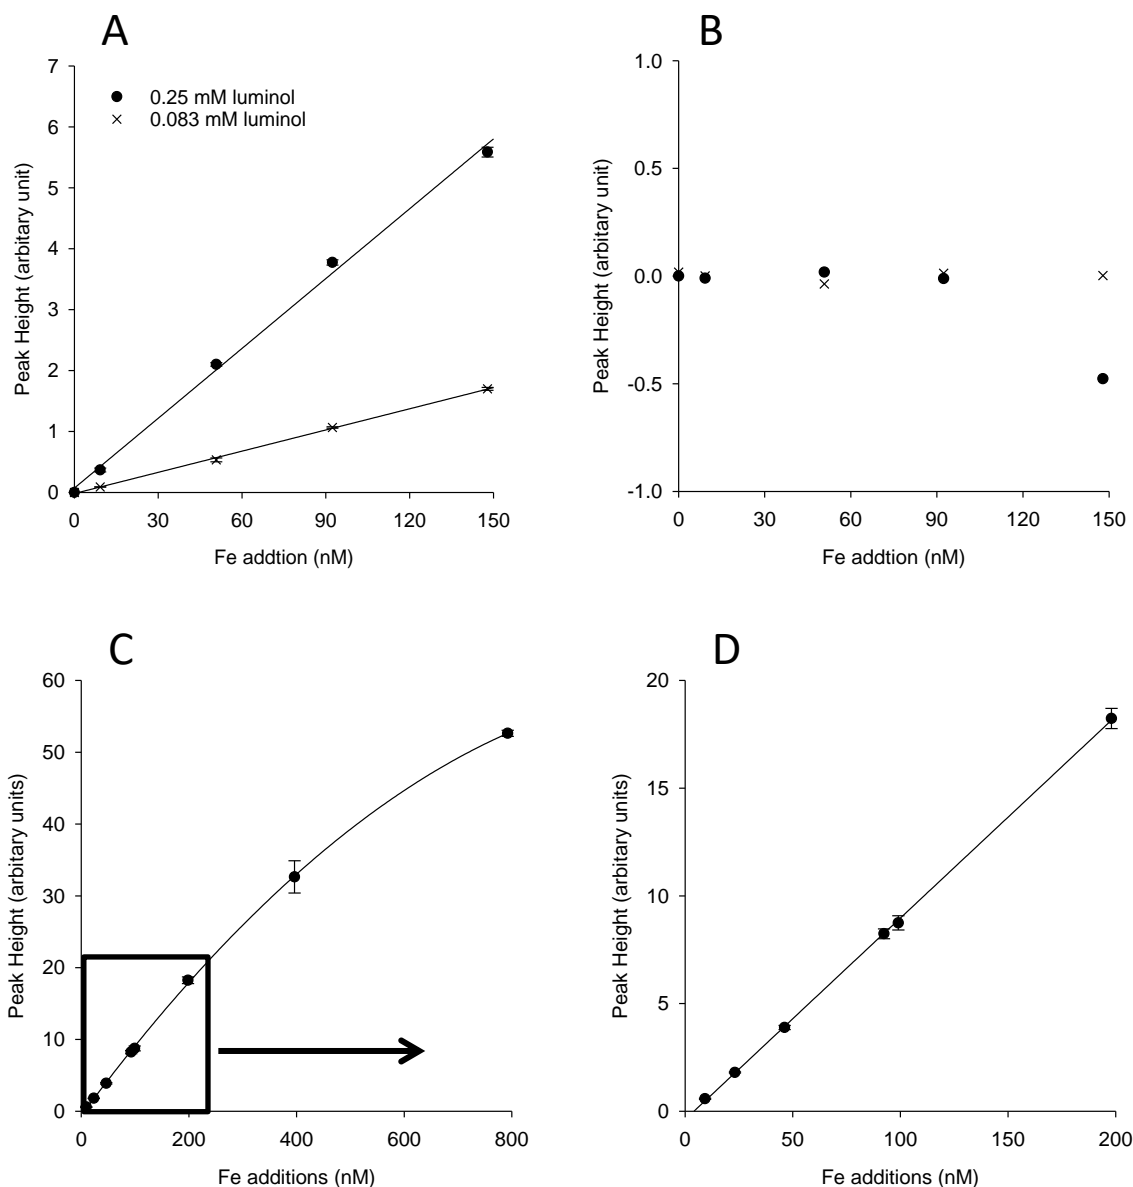 A
Peak Height (arbitary unit)
7
6
5
4
3
2
1
0
0.25 mM luminol
0.083 mM luminol
0 30 60 90 120 150
Fe addtion (nM)
B
Peak Height (arbitary unit)
1.0
0.5
0.0
-0.5
-1.0
0 30 60 90 120 150
Fe addtion (nM)
C
Peak Height (arbitary units)
60
50
40
30
20
10
0
0 200 400 600 800
Fe additions (nM)
D
Peak Height (arbitary units)
20
15
10
5
0
0 50 100 150 200
Fe additions (nM)